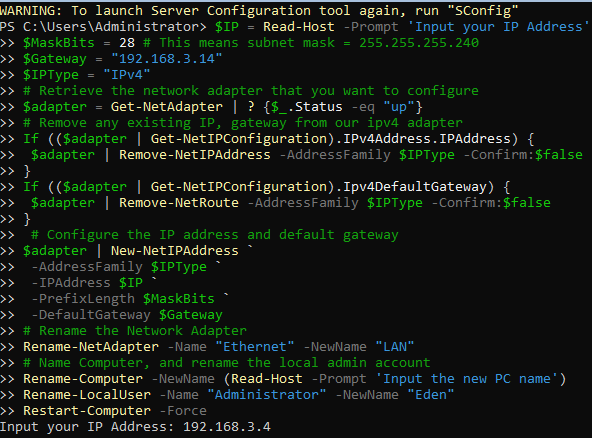 WARNING: To launch Server Configuration tool again, run "SConfig"
PS C:\Users\Administrator> $IP = Read-Host -Prompt 'Input your IP Address'
>> $MaskBits = 28 # This means subnet mask = 255.255.255.240
>> $Gateway = "192.168.3.14"
>> $IPType = "IPv4"
>> # Retrieve the network adapter that you want to configure
>> $adapter = Get-NetAdapter | ? {$_.Status -eq "up"}
>> # Remove any existing IP, gateway from our ipv4 adapter
>> If (($adapter | Get-NetIPConfiguration).IPv4Address.IPAddress) {
>>  $adapter | Remove-NetIPAddress -AddressFamily $IPType -Confirm:$false
>> }
>> If (($adapter | Get-NetIPConfiguration).Ipv4DefaultGateway) {
>>  $adapter | Remove-NetRoute -AddressFamily $IPType -Confirm:$false
>> }
>>  # Configure the IP address and default gateway
>> $adapter | New-NetIPAddress `
>>  -AddressFamily $IPType `
>>  -IPAddress $IP `
>>  -PrefixLength $MaskBits `
>>  -DefaultGateway $Gateway
>> # Rename the Network Adapter
>> Rename-NetAdapter -Name "Ethernet" -NewName "LAN"
>> # Name Computer, and rename the local admin account
>> Rename-Computer -NewName (Read-Host -Prompt 'Input the new PC name')
>> Rename-LocalUser -Name "Administrator" -NewName "Eden"
>> Restart-Computer -Force
Input your IP Address: 192.168.3.4